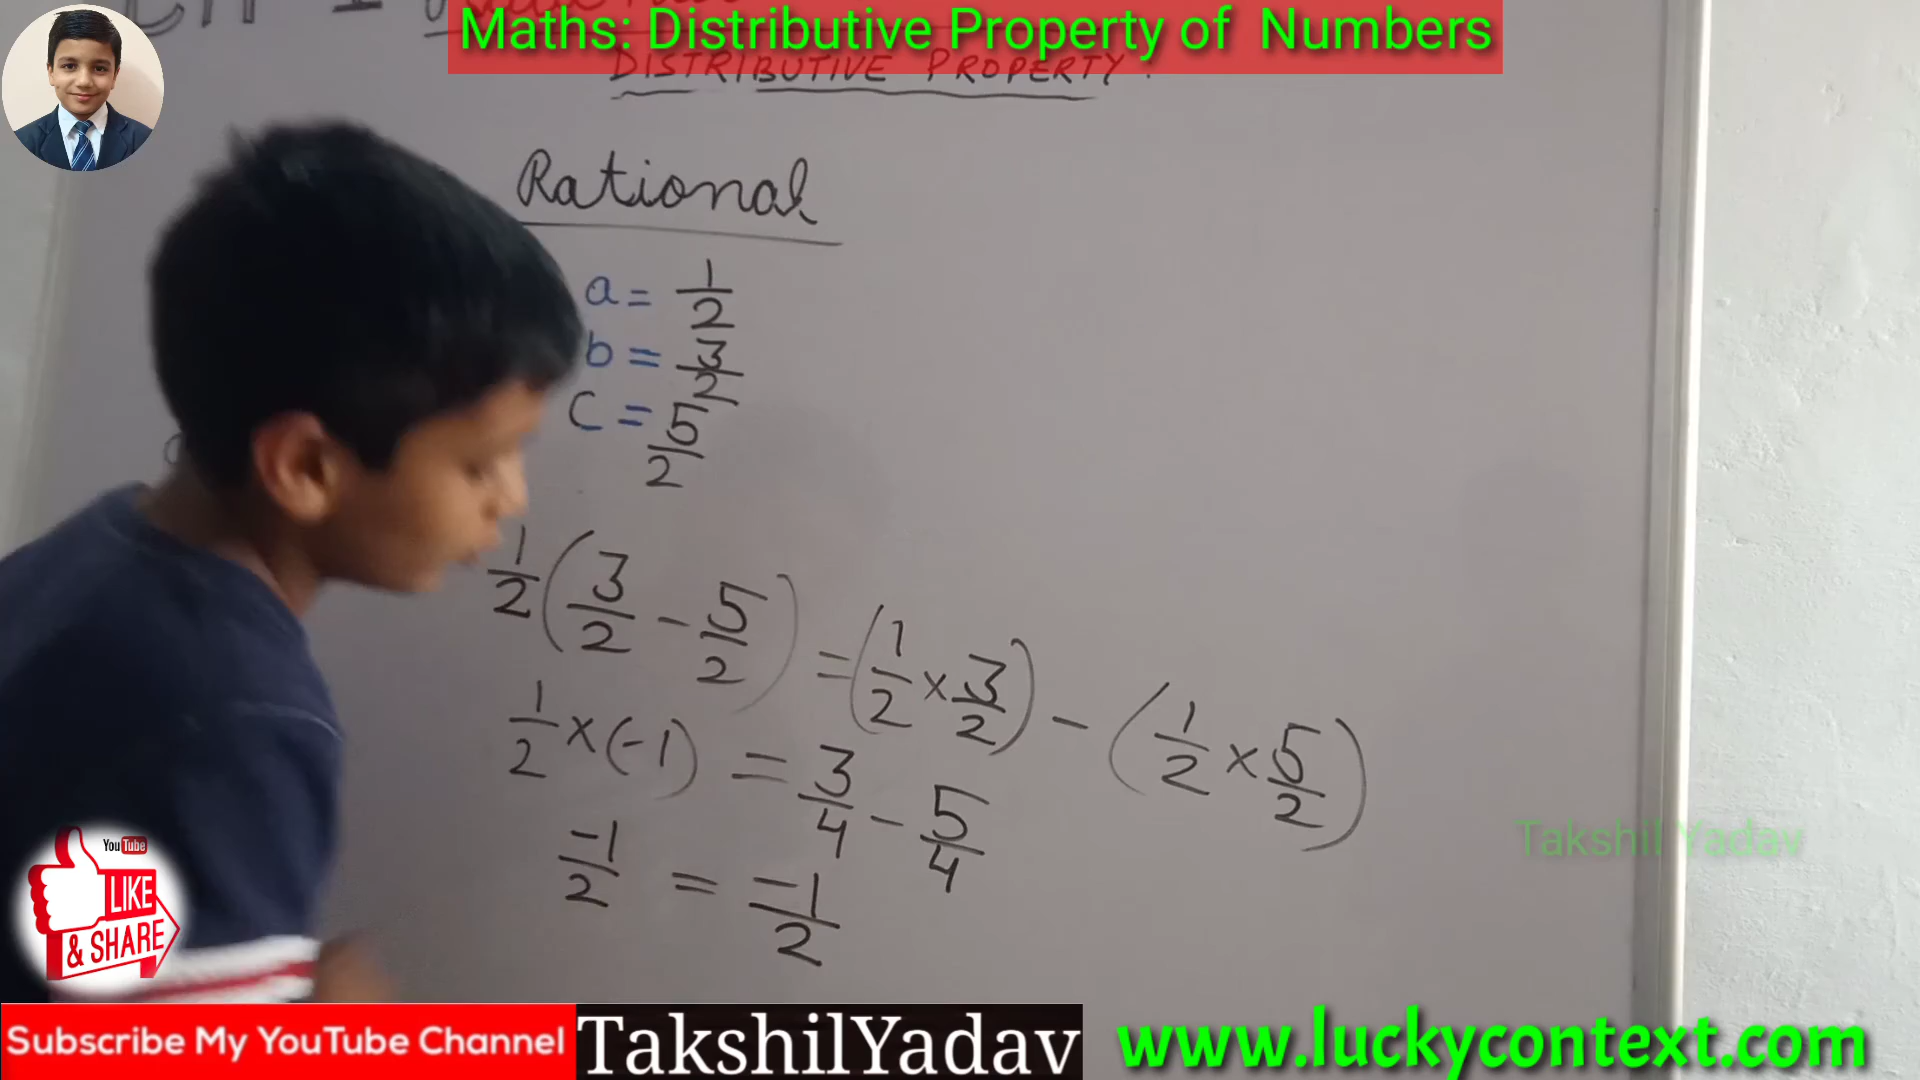 Maths: Distributive Property of Numbers
DISTRIBUTIVE PROPERTY :
Rational
a = 1/2
b = 3/2
C = 5/2
1/2 (3/2 - 5/2) = (1/2 × 3/2) - (1/2 × 5/2)
1/2 × (-1) = 3/4 - 5/4
-1/2 = -1/2
Takshil Yadav
YouTube
LIKE
& SHARE
Subscribe My YouTube Channel
TakshilYadav
www.luckycontext.com